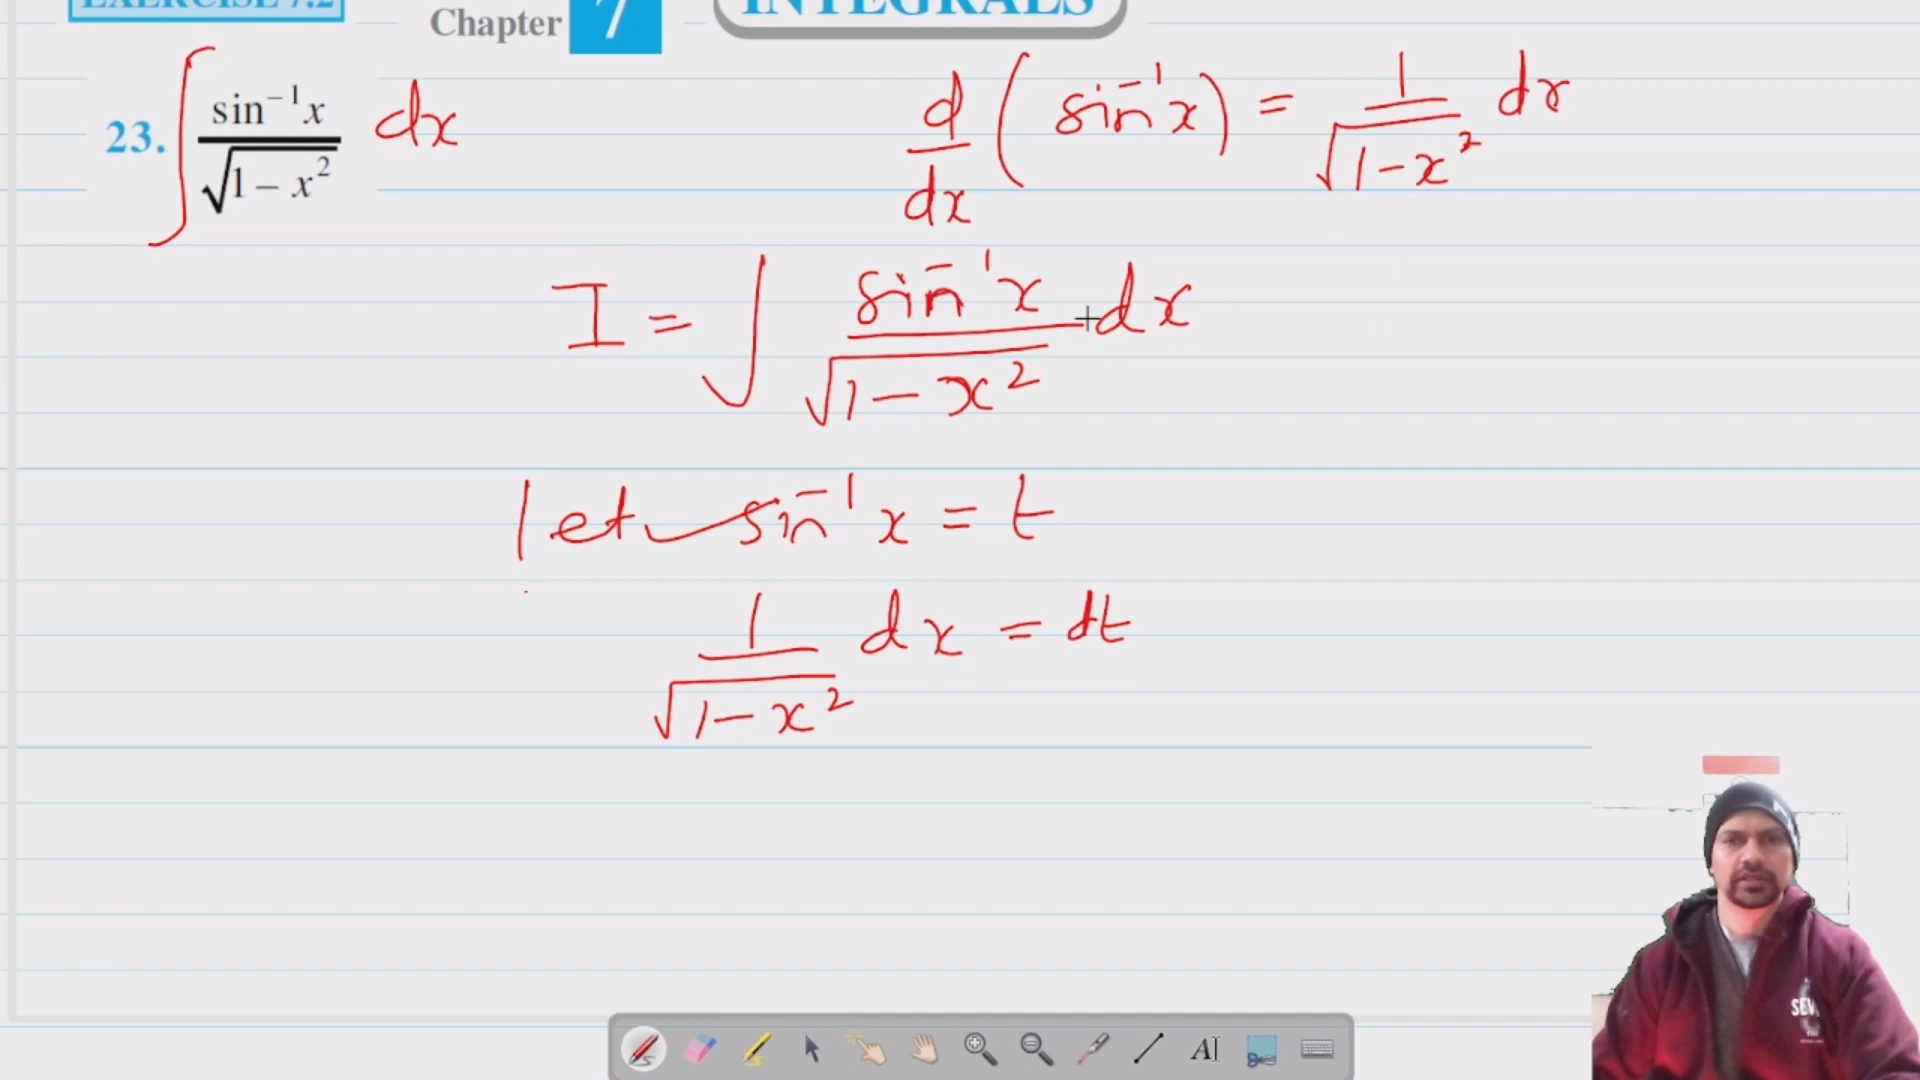 EXERCISE 7.2
Chapter 7
INTEGRALS
23. ∫ sin⁻¹x / √(1 – x²) dx
d/dx (sin⁻¹x) = 1/√(1-x²) dx
I = ∫ sin⁻¹x / √(1-x²) dx
let sin⁻¹x = t
1/√(1-x²) dx = dt
AI